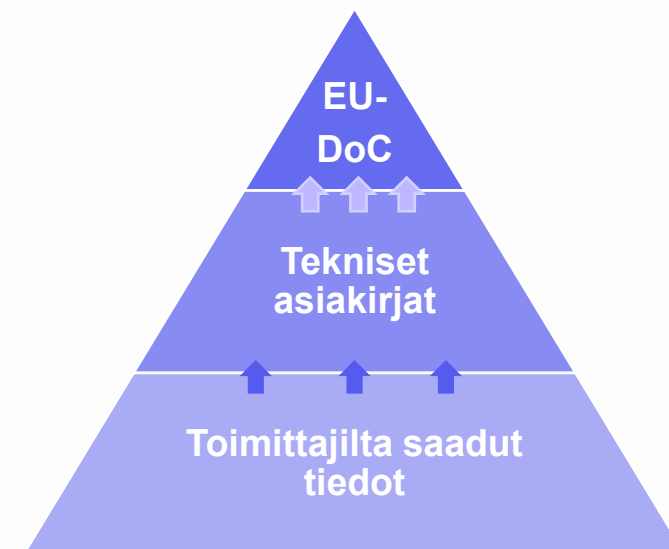 EU-
DoC
Tekniset
asiakirjat
Toimittajilta saadut
tiedot